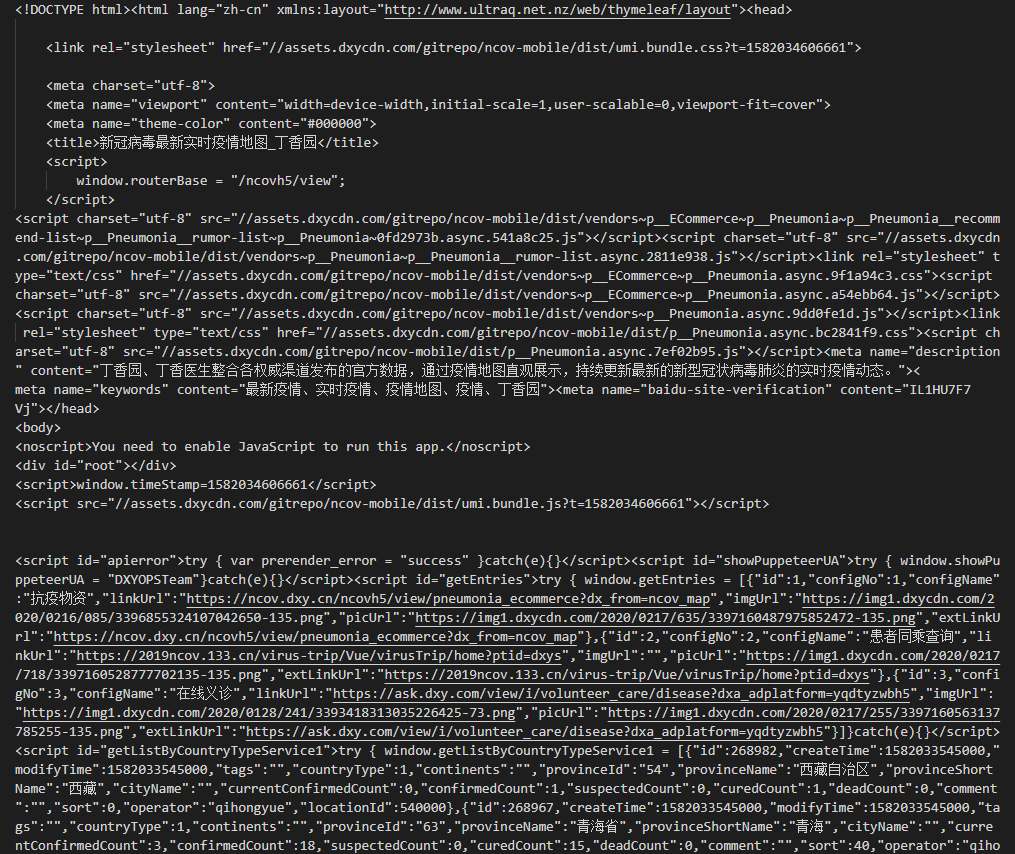 <!DOCTYPE html><html lang="zh-cn" xmlns:layout="http://www.ultraq.net.nz/web/thymeleaf/layout"><head>
<link rel="stylesheet" href="//assets.dxycdn.com/gitrepo/ncov-mobile/dist/umi.bundle.css?t=1582034606661">
<meta charset="utf-8">
<meta name="viewport" content="width=device-width,initial-scale=1,user-scalable=0,viewport-fit=cover">
<meta name="theme-color" content="#000000">
<title>新冠病毒最新实时疫情地图_丁香园</title>
<script>
window.routerBase = "/ncovh5/view";
</script>
<script charset="utf-8" src="//assets.dxycdn.com/gitrepo/ncov-mobile/dist/vendors~p__ECommerce~p__Pneumonia~p__Pneumonia__recomm
end-list~p__Pneumonia__rumor-list~p__Pneumonia~0fd2973b.async.541a8c25.js"></script><script charset="utf-8" src="//assets.dxycdn
.com/gitrepo/ncov-mobile/dist/vendors~p__Pneumonia~p__Pneumonia__rumor-list.async.2811e938.js"></script><link rel="stylesheet" t
ype="text/css" href="//assets.dxycdn.com/gitrepo/ncov-mobile/dist/vendors~p__ECommerce~p__Pneumonia.async.9f1a94c3.css"><script
charset="utf-8" src="//assets.dxycdn.com/gitrepo/ncov-mobile/dist/vendors~p__ECommerce~p__Pneumonia.async.a54ebb64.js"></script>
<script charset="utf-8" src="//assets.dxycdn.com/gitrepo/ncov-mobile/dist/vendors~p__Pneumonia.async.9dd0fe1d.js"></script><link
rel="stylesheet" type="text/css" href="//assets.dxycdn.com/gitrepo/ncov-mobile/dist/p__Pneumonia.async.bc2841f9.css"><script ch
arset="utf-8" src="//assets.dxycdn.com/gitrepo/ncov-mobile/dist/p__Pneumonia.async.7ef02b95.js"></script><meta name="description
" content="丁香园、丁香医生整合各权威渠道发布的官方数据，通过疫情地图直观展示，持续更新最新的新型冠状病毒肺炎的实时疫情动态。"><
meta name="keywords" content="最新疫情、实时疫情、疫情地图、疫情、丁香园"><meta name="baidu-site-verification" content="IL1HU7F7
Vj"></head>
<body>
<noscript>You need to enable JavaScript to run this app.</noscript>
<div id="root"></div>
<script>window.timeStamp=1582034606661</script>
<script src="//assets.dxycdn.com/gitrepo/ncov-mobile/dist/umi.bundle.js?t=1582034606661"></script>
<script id="apierror">try { var prerender_error = "success" }catch(e){}</script><script id="showPuppeteerUA">try { window.showPu
ppeteerUA = "DXYOPSTeam"}catch(e){}</script><script id="getEntries">try { window.getEntries = [{"id":1,"configNo":1,"configName"
:"抗疫物资","linkUrl":"https://ncov.dxy.cn/ncovh5/view/pneumonia_ecommerce?dx_from=ncov_map","imgUrl":"https://img1.dxycdn.com/2
020/0216/085/3396855324107042650-135.png","picUrl":"https://img1.dxycdn.com/2020/0217/635/3397160487975852472-135.png","extLinkU
rl":"https://ncov.dxy.cn/ncovh5/view/pneumonia_ecommerce?dx_from=ncov_map"},{"id":2,"configNo":2,"configName":"患者同乘查询","li
nkUrl":"https://2019ncov.133.cn/virus-trip/Vue/virusTrip/home?ptid=dxys","imgUrl":"","picUrl":"https://img1.dxycdn.com/2020/0217
/718/3397160528777702135-135.png","extLinkUrl":"https://2019ncov.133.cn/virus-trip/Vue/virusTrip/home?ptid=dxys"},{"id":3,"confi
gNo":3,"configName":"在线义诊","linkUrl":"https://ask.dxy.com/view/i/volunteer_care/disease?dxa_adplatform=yqdtyzwbh5","imgUrl":
"https://img1.dxycdn.com/2020/0128/241/3393418313035226425-73.png","picUrl":"https://img1.dxycdn.com/2020/0217/255/3397160563137
785255-135.png","extLinkUrl":"https://ask.dxy.com/view/i/volunteer_care/disease?dxa_adplatform=yqdtyzwbh5"}]}catch(e){}</script>
<script id="getListByCountryTypeService1">try { window.getListByCountryTypeService1 = [{"id":268982,"createTime":1582033545000,"
modifyTime":1582033545000,"tags":"","countryType":1,"continents":"","provinceId":"54","provinceName":"西藏自治区","provinceShort
Name":"西藏","cityName":"","currentConfirmedCount":0,"confirmedCount":1,"suspectedCount":0,"curedCount":1,"deadCount":0,"comment
":"","sort":0,"operator":"qihongyue","locationId":540000},{"id":268967,"createTime":1582033545000,"modifyTime":1582033545000,"ta
gs":"","countryType":1,"continents":"","provinceId":"63","provinceName":"青海省","provinceShortName":"青海","cityName":"","curre
ntConfirmedCount":3,"confirmedCount":18,"suspectedCount":0,"curedCount":15,"deadCount":0,"comment":"","sort":40,"operator":"qiho